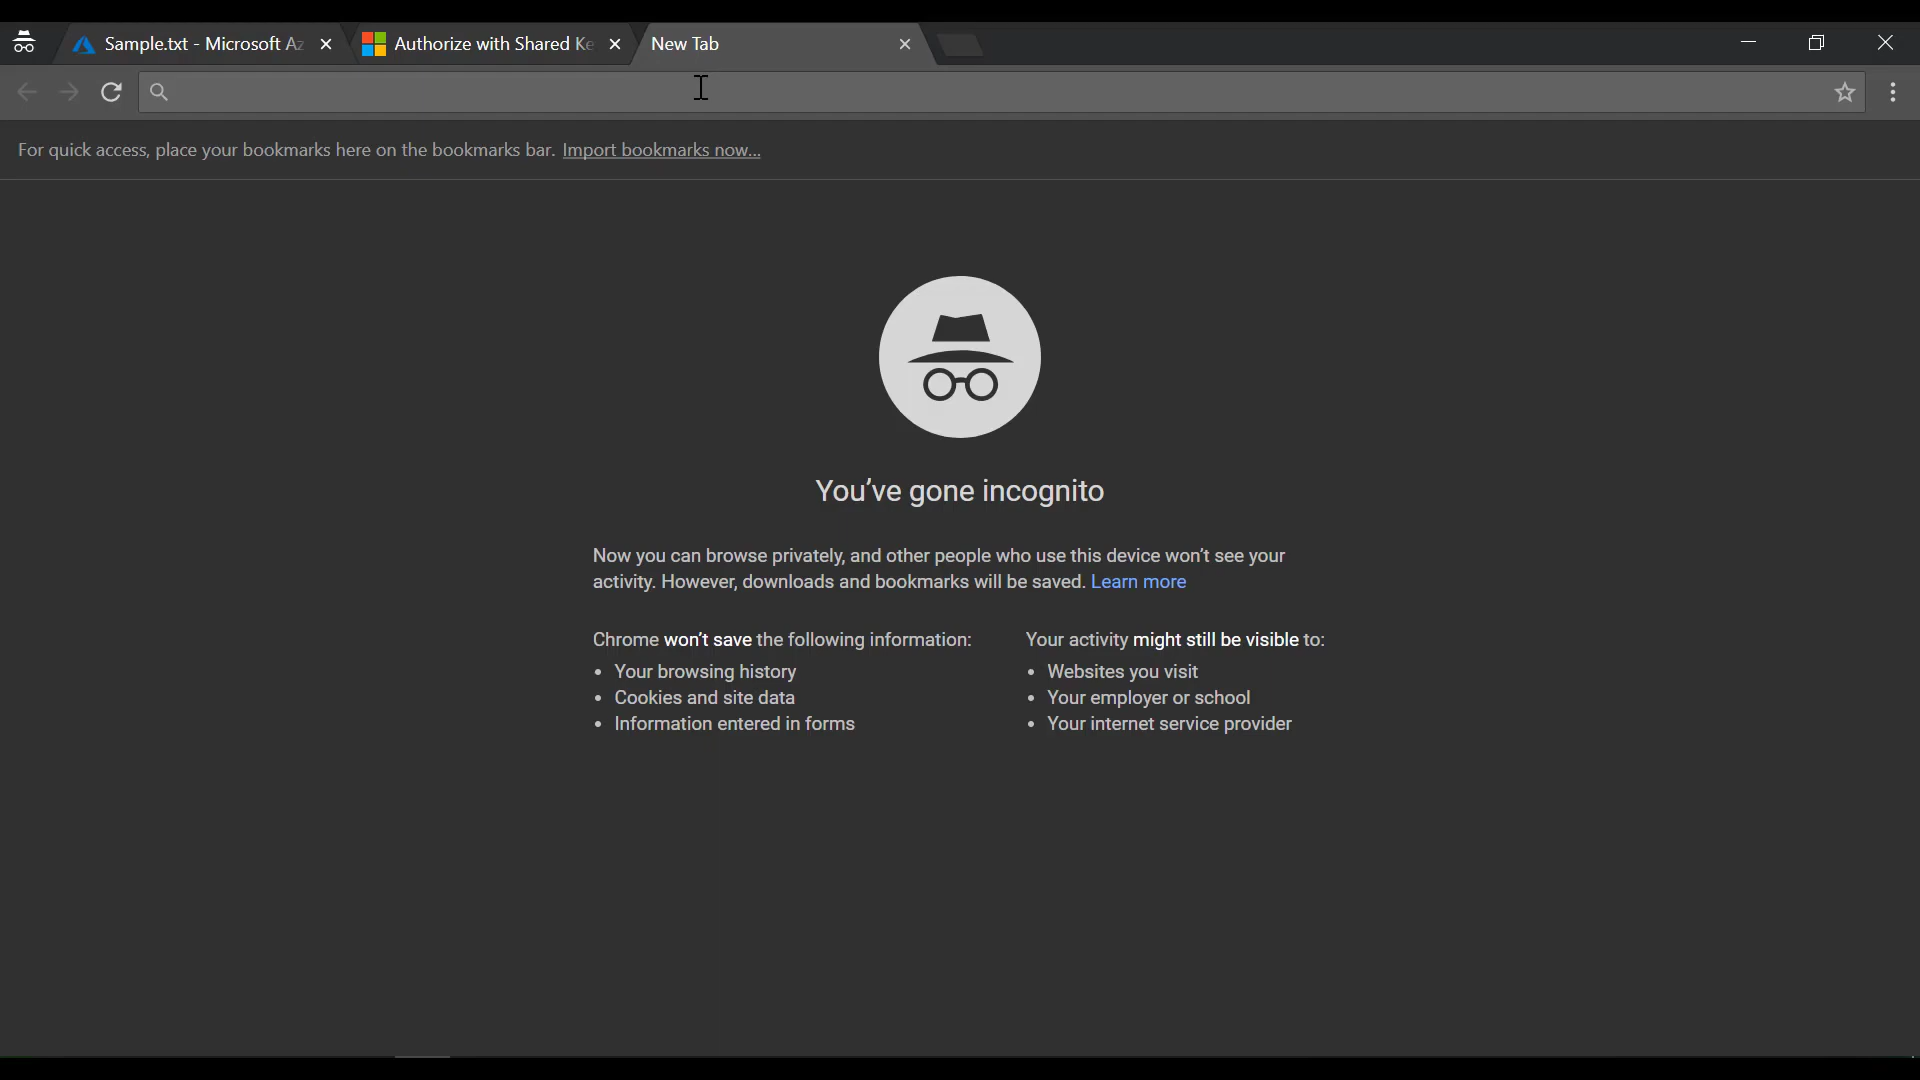 Sample.txt - Microsoft Az
Authorize with Shared Ke
New Tab
For quick access, place your bookmarks here on the bookmarks bar. Import bookmarks now...
You've gone incognito
Now you can browse privately, and other people who use this device won't see your
activity. However, downloads and bookmarks will be saved. Learn more
Chrome won't save the following information:
• Your browsing history
• Cookies and site data
• Information entered in forms
Your activity might still be visible to:
• Websites you visit
• Your employer or school
• Your internet service provider